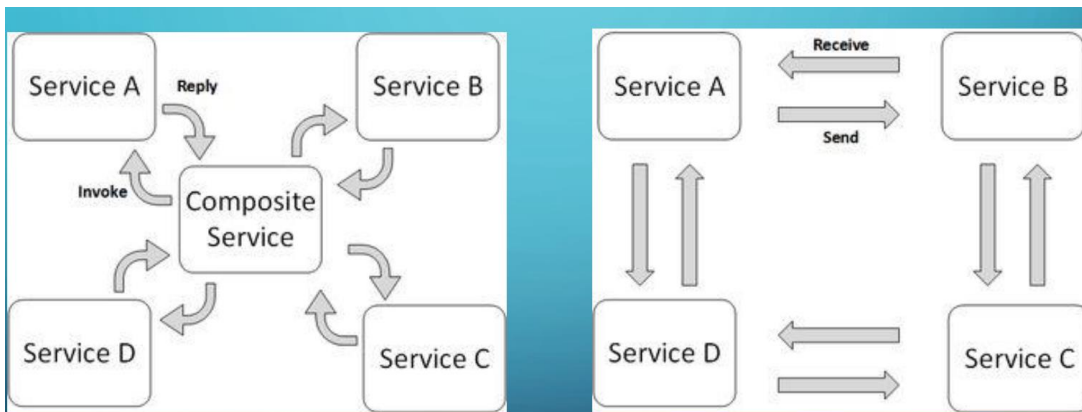 Service A
Reply
Service B
Invoke
Composite
Service
Service D
Service C
Service A
Receive
Send
Service B
Service D
Service C